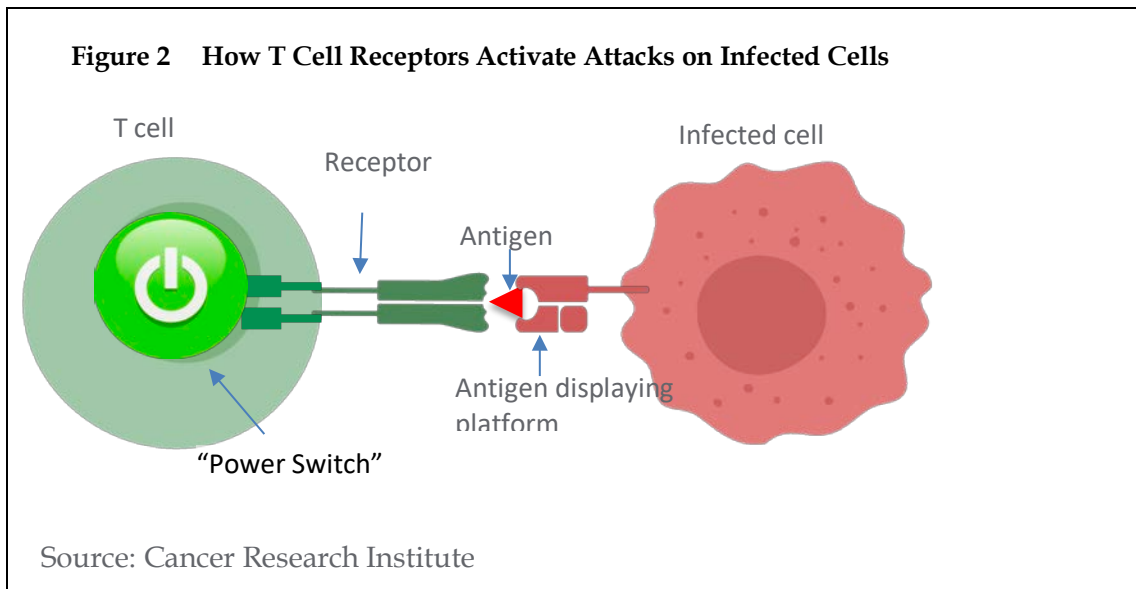 Figure 2 How T Cell Receptors Activate Attacks on Infected Cells
T cell
Infected cell
Receptor
Antigen
Antigen displaying
platform
“Power Switch”
Source: Cancer Research Institute